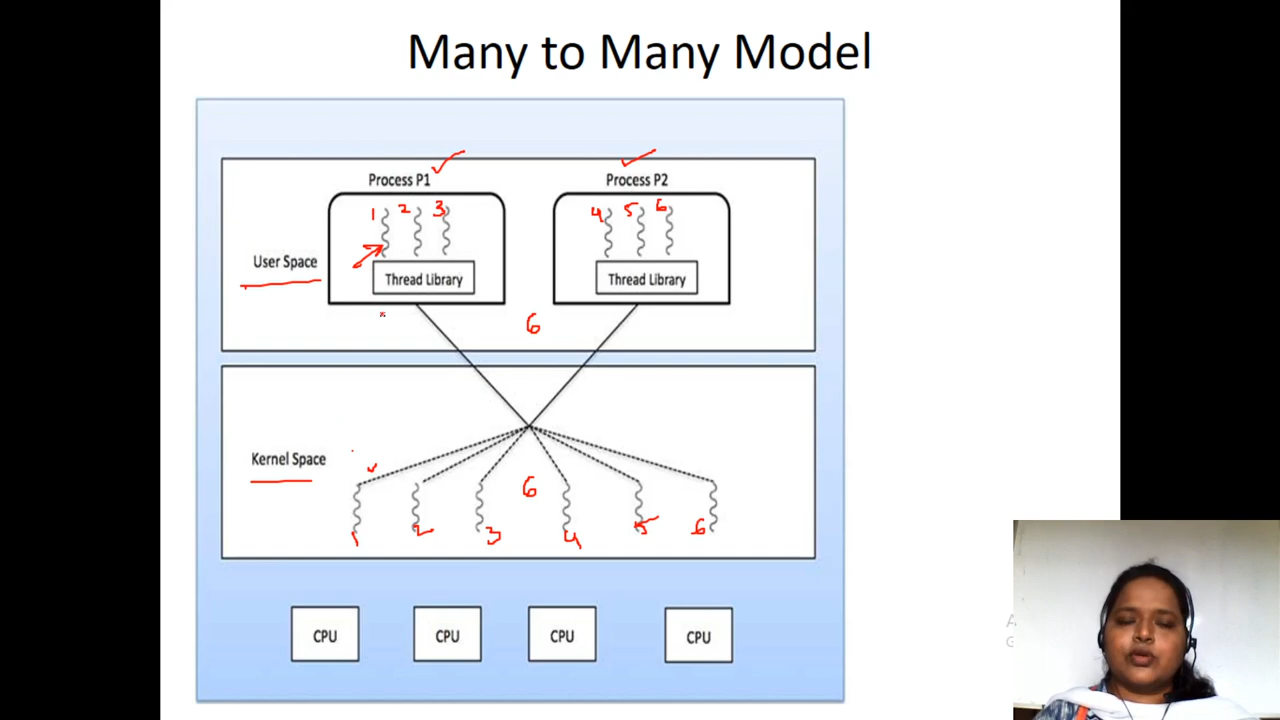 Many to Many Model
Process P1
Process P2
1 2 3
4 5 6
User Space
Thread Library
Thread Library
6
Kernel Space
6
1 2 3 4 5 6
CPU
CPU
CPU
CPU